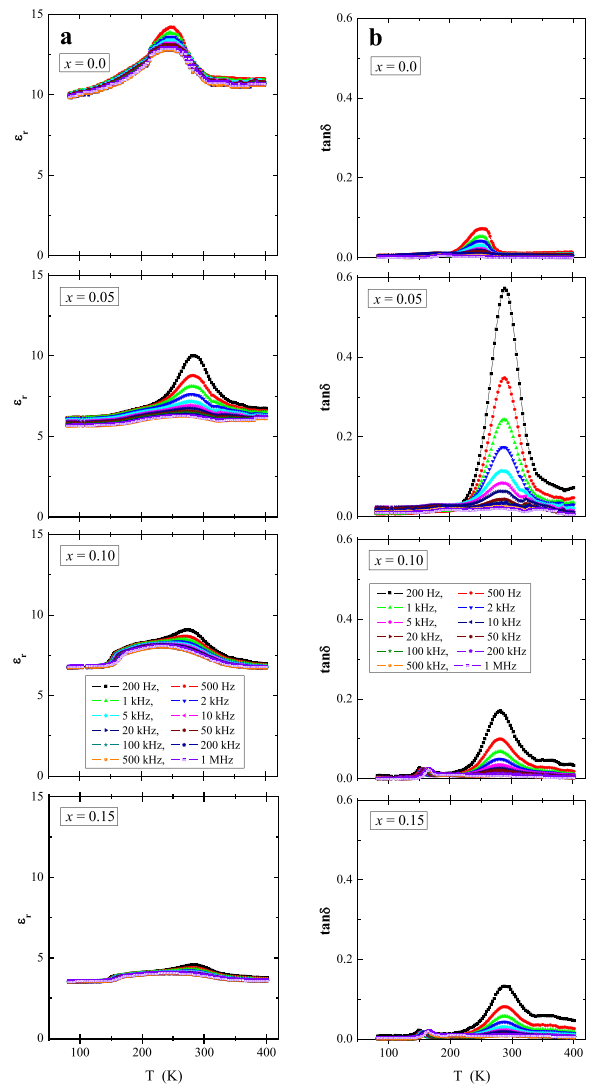 a
x = 0.0
15
10
5
0
εr
b
x = 0.0
0.6
0.4
0.2
0.0
tanδ
x = 0.05
15
10
5
0
εr
x = 0.05
0.6
0.4
0.2
0.0
tanδ
x = 0.10
15
10
5
0
εr
200 Hz, 500 Hz
1 kHz, 2 kHz
5 kHz, 10 kHz
20 kHz, 50 kHz
100 kHz, 200 kHz
500 kHz, 1 MHz
x = 0.10
0.6
0.4
0.2
0.0
tanδ
200 Hz, 500 Hz
1 kHz, 2 kHz
5 kHz, 10 kHz
20 kHz, 50 kHz
100 kHz, 200 kHz
500 kHz, 1 MHz
x = 0.15
15
10
5
0
εr
100 200 300 400
T (K)
x = 0.15
0.6
0.4
0.2
0.0
tanδ
100 200 300 400
T (K)